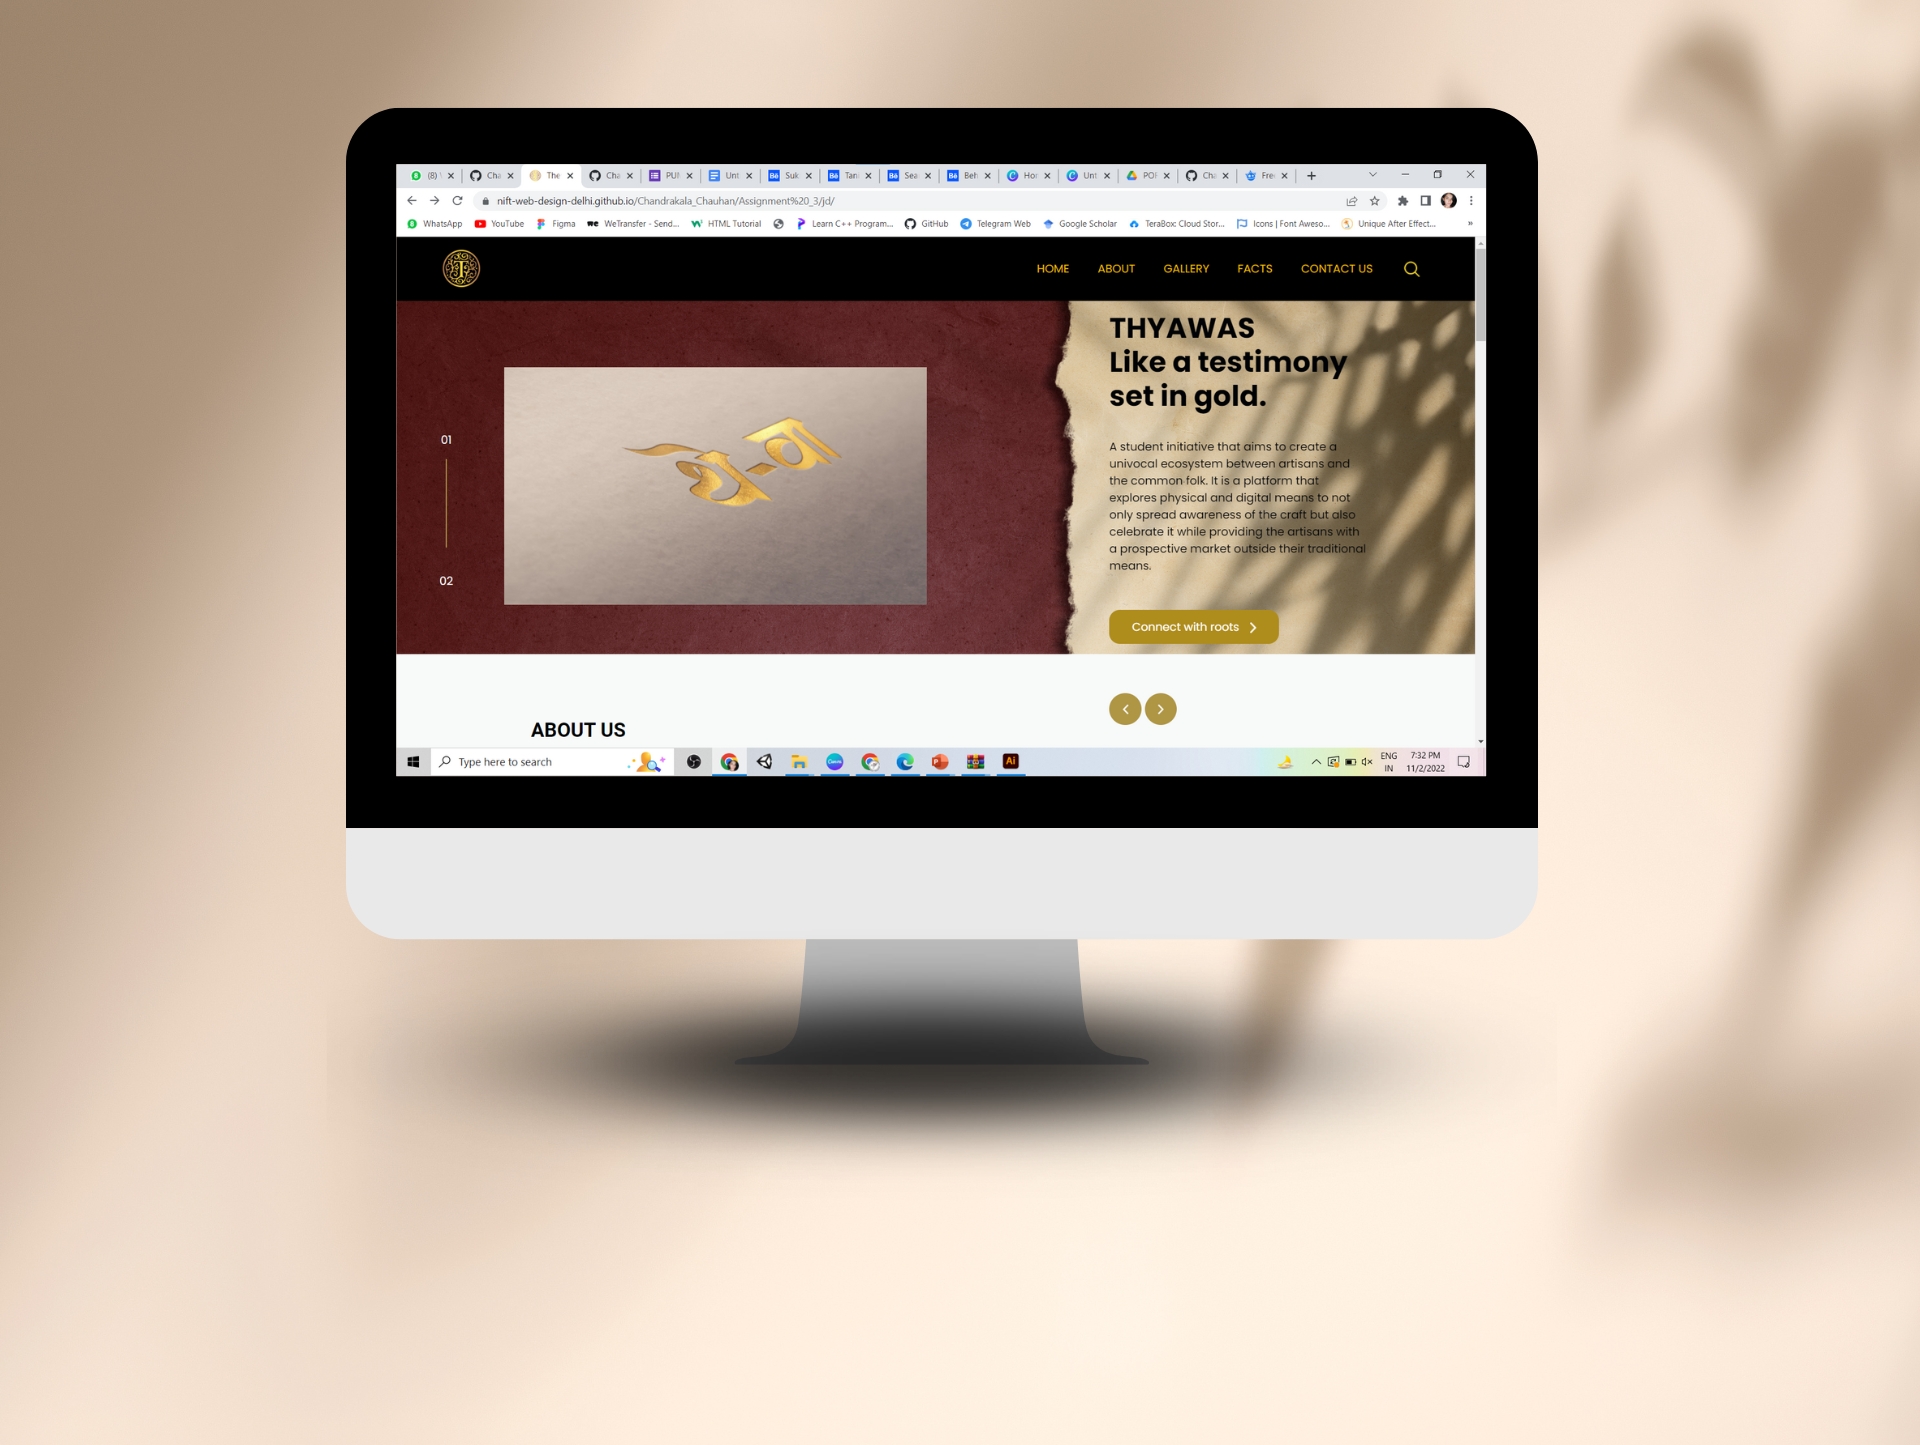 (8)
Cha
The
Cha
PUI
Unt
Suk
Tan
Sea
Beh
Hor
Unt
POI
Cha
Fre
nift-web-design-delhi.github.io/Chandrakala_Chauhan/Assignment%20_3/jd/
WhatsApp
YouTube
Figma
we WeTransfer - Send...
HTML Tutorial
Learn C++ Program...
GitHub
Telegram Web
Google Scholar
TeraBox: Cloud Stor...
Icons | Font Aweso...
Unique After Effect...
»
T
HOME
ABOUT
GALLERY
FACTS
CONTACT US
01
02
THYAWAS
Like a testimony
set in gold.
A student initiative that aims to create a
univocal ecosystem between artisans and
the common folk. It is a platform that
explores physical and digital means to not
only spread awareness of the craft but also
celebrate it while providing the artisans with
a prospective market outside their traditional
means.
Connect with roots
ABOUT US
Type here to search
Ai
ENG
IN
7:32 PM
11/2/2022